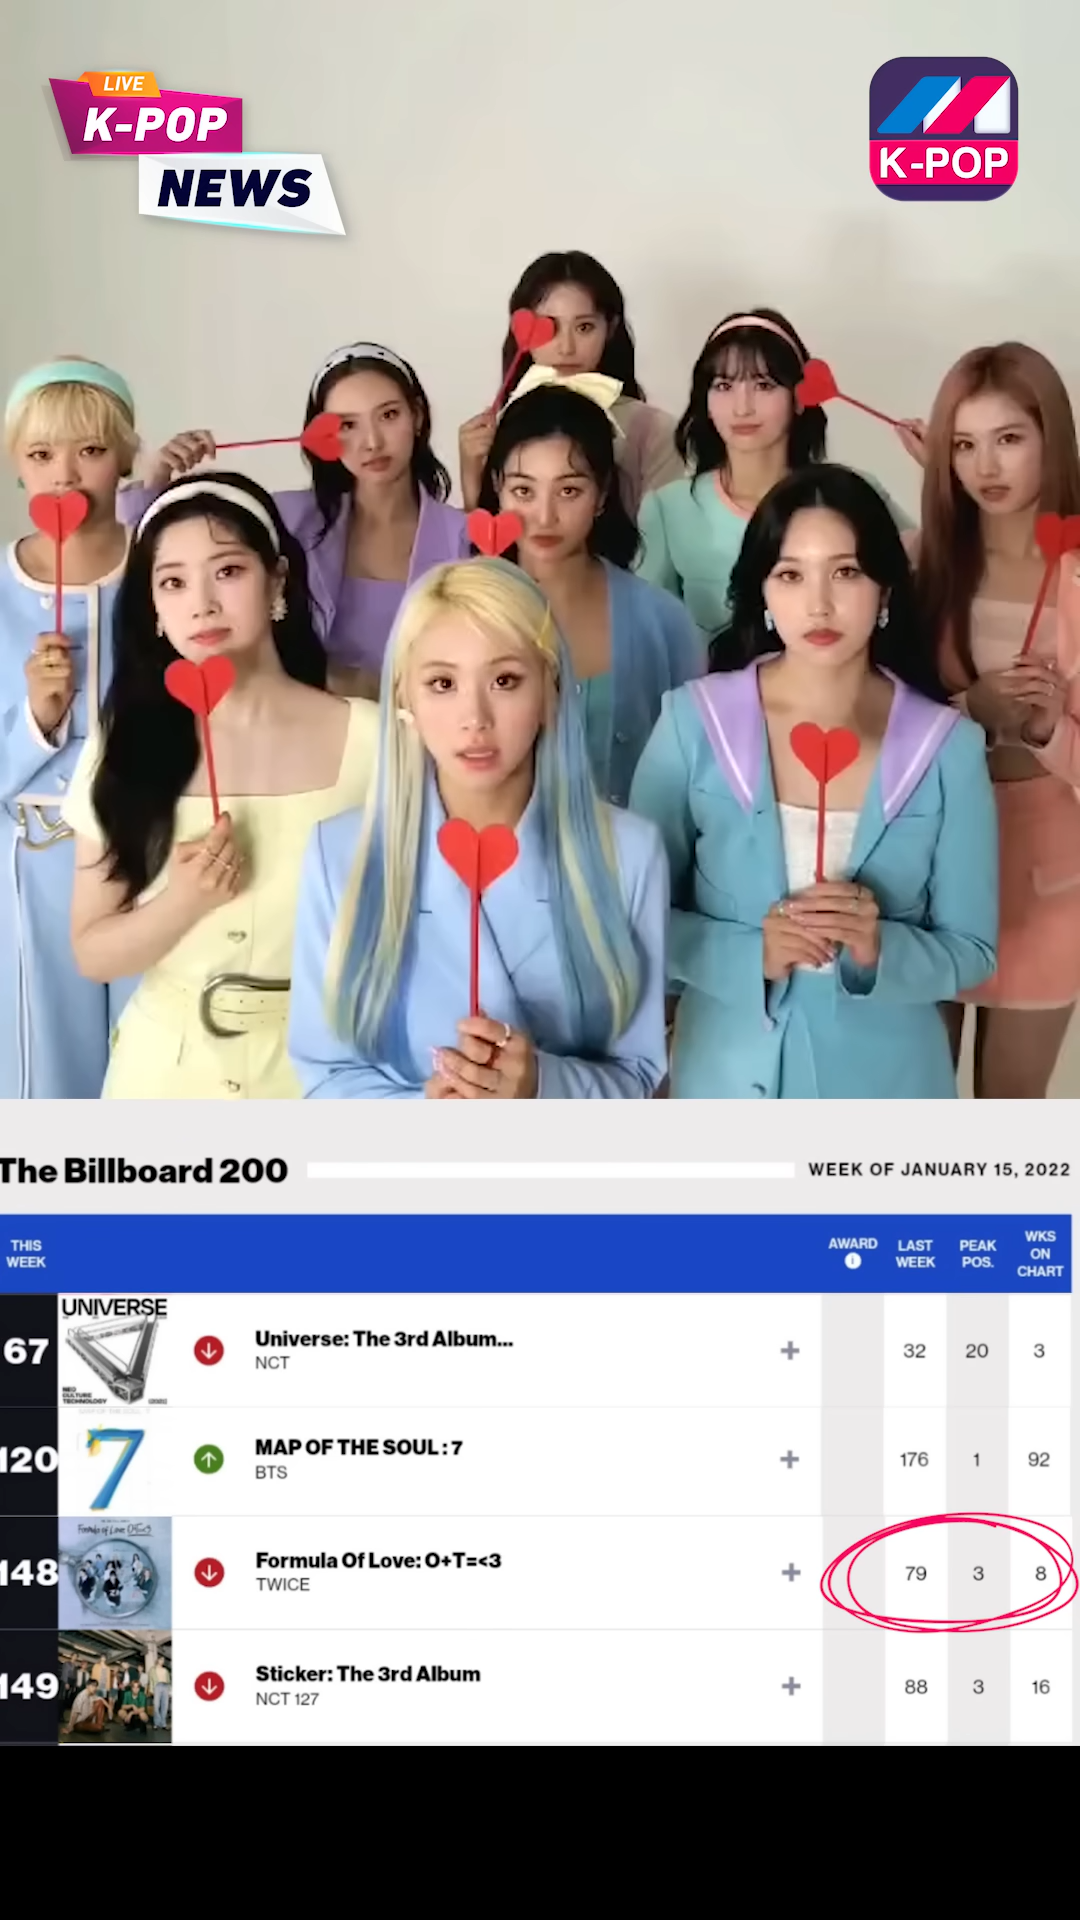 LIVE
K-POP
NEWS
K-POP
The Billboard 200
WEEK OF JANUARY 15, 2022
THIS WEEK
AWARD
LAST WEEK
PEAK POS.
WKS ON CHART
UNIVERSE
67
Universe: The 3rd Album...
NCT
+ 32 20 3
120
7
MAP OF THE SOUL : 7
BTS
+ 176 1 92
148
Formula Of Love: O+T=<3
TWICE
+ 79 3 8
149
Sticker: The 3rd Album
NCT 127
+ 88 3 16